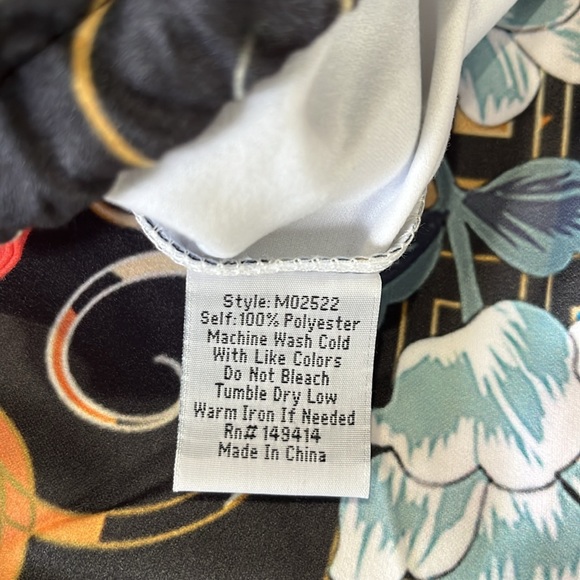 Style: M02522
Self:100% Polyester
Machine Wash Cold
With Like Colors
Do Not Bleach
Tumble Dry Low
Warm Iron If Needed
Rn# 149414
Made In China